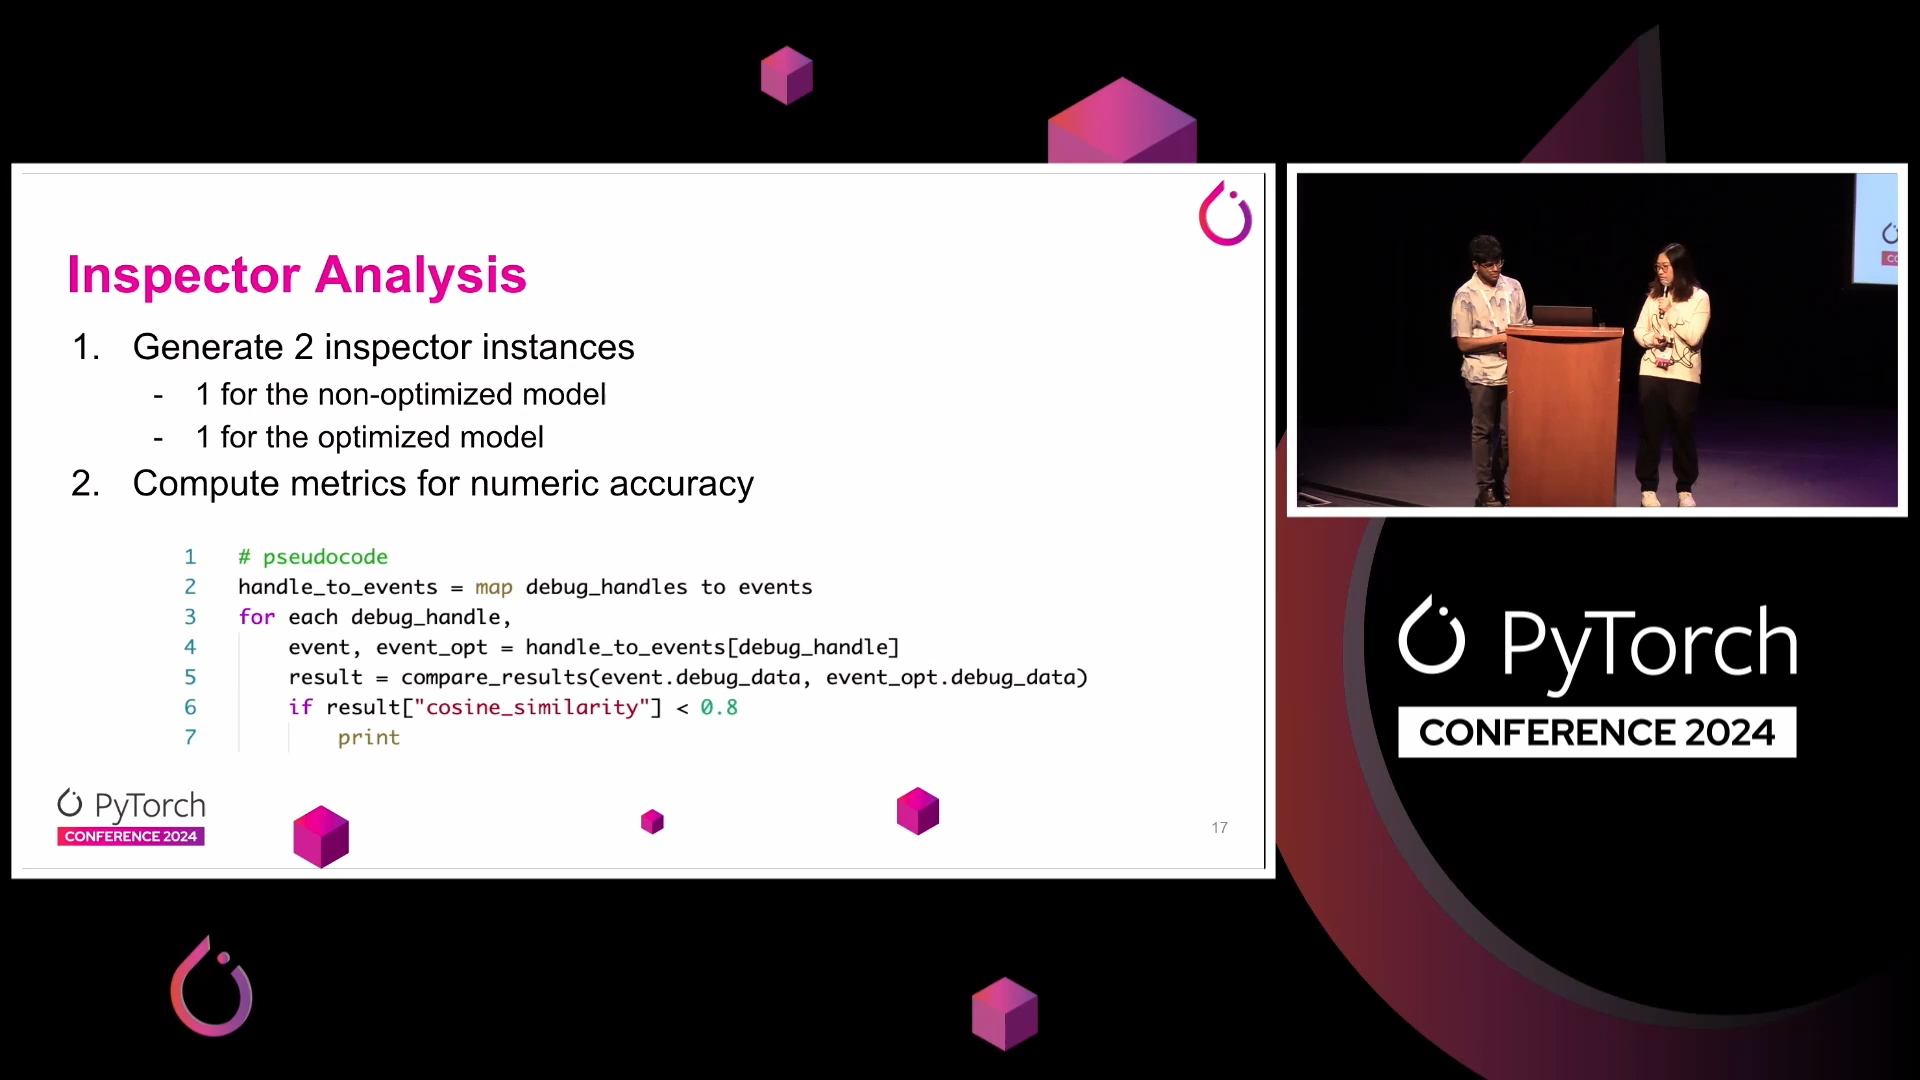 Inspector Analysis
1. Generate 2 inspector instances
- 1 for the non-optimized model
- 1 for the optimized model
2. Compute metrics for numeric accuracy
1 # pseudocode
2 handle_to_events = map debug_handles to events
3 for each debug_handle,
4 event, event_opt = handle_to_events[debug_handle]
5 result = compare_results(event.debug_data, event_opt.debug_data)
6 if result["cosine_similarity"] < 0.8
7 print
PyTorch
CONFERENCE 2024
17
PyTorch
CONFERENCE 2024